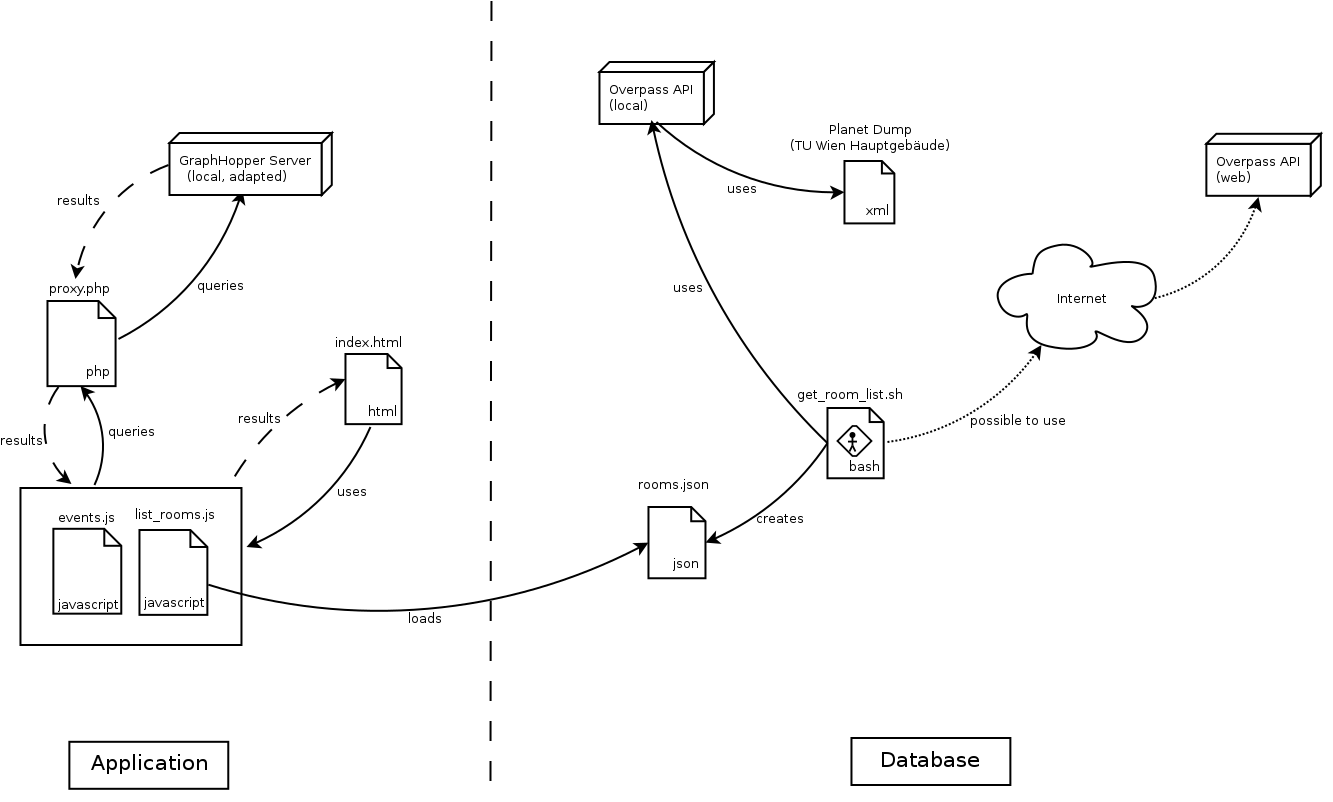 Overpass API
(local)
Planet Dump
(TU Wien Hauptgebäude)
xml
uses
Overpass API
(web)
GraphHopper Server
(local, adapted)
results
queries
proxy.php
php
uses
Internet
index.html
html
results
results
queries
uses
get_room_list.sh
bash
possible to use
rooms.json
json
creates
events.js
javascript
list_rooms.js
javascript
loads
Application
Database